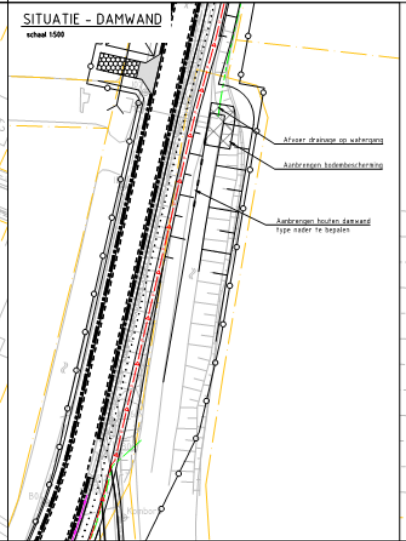 SITUATIE - DAMWAND
schaal 1:500
Afvoer drainage op watergang
Aanbrengen bodembescherming
Aanbrengen houten damwand
type nader te bepalen